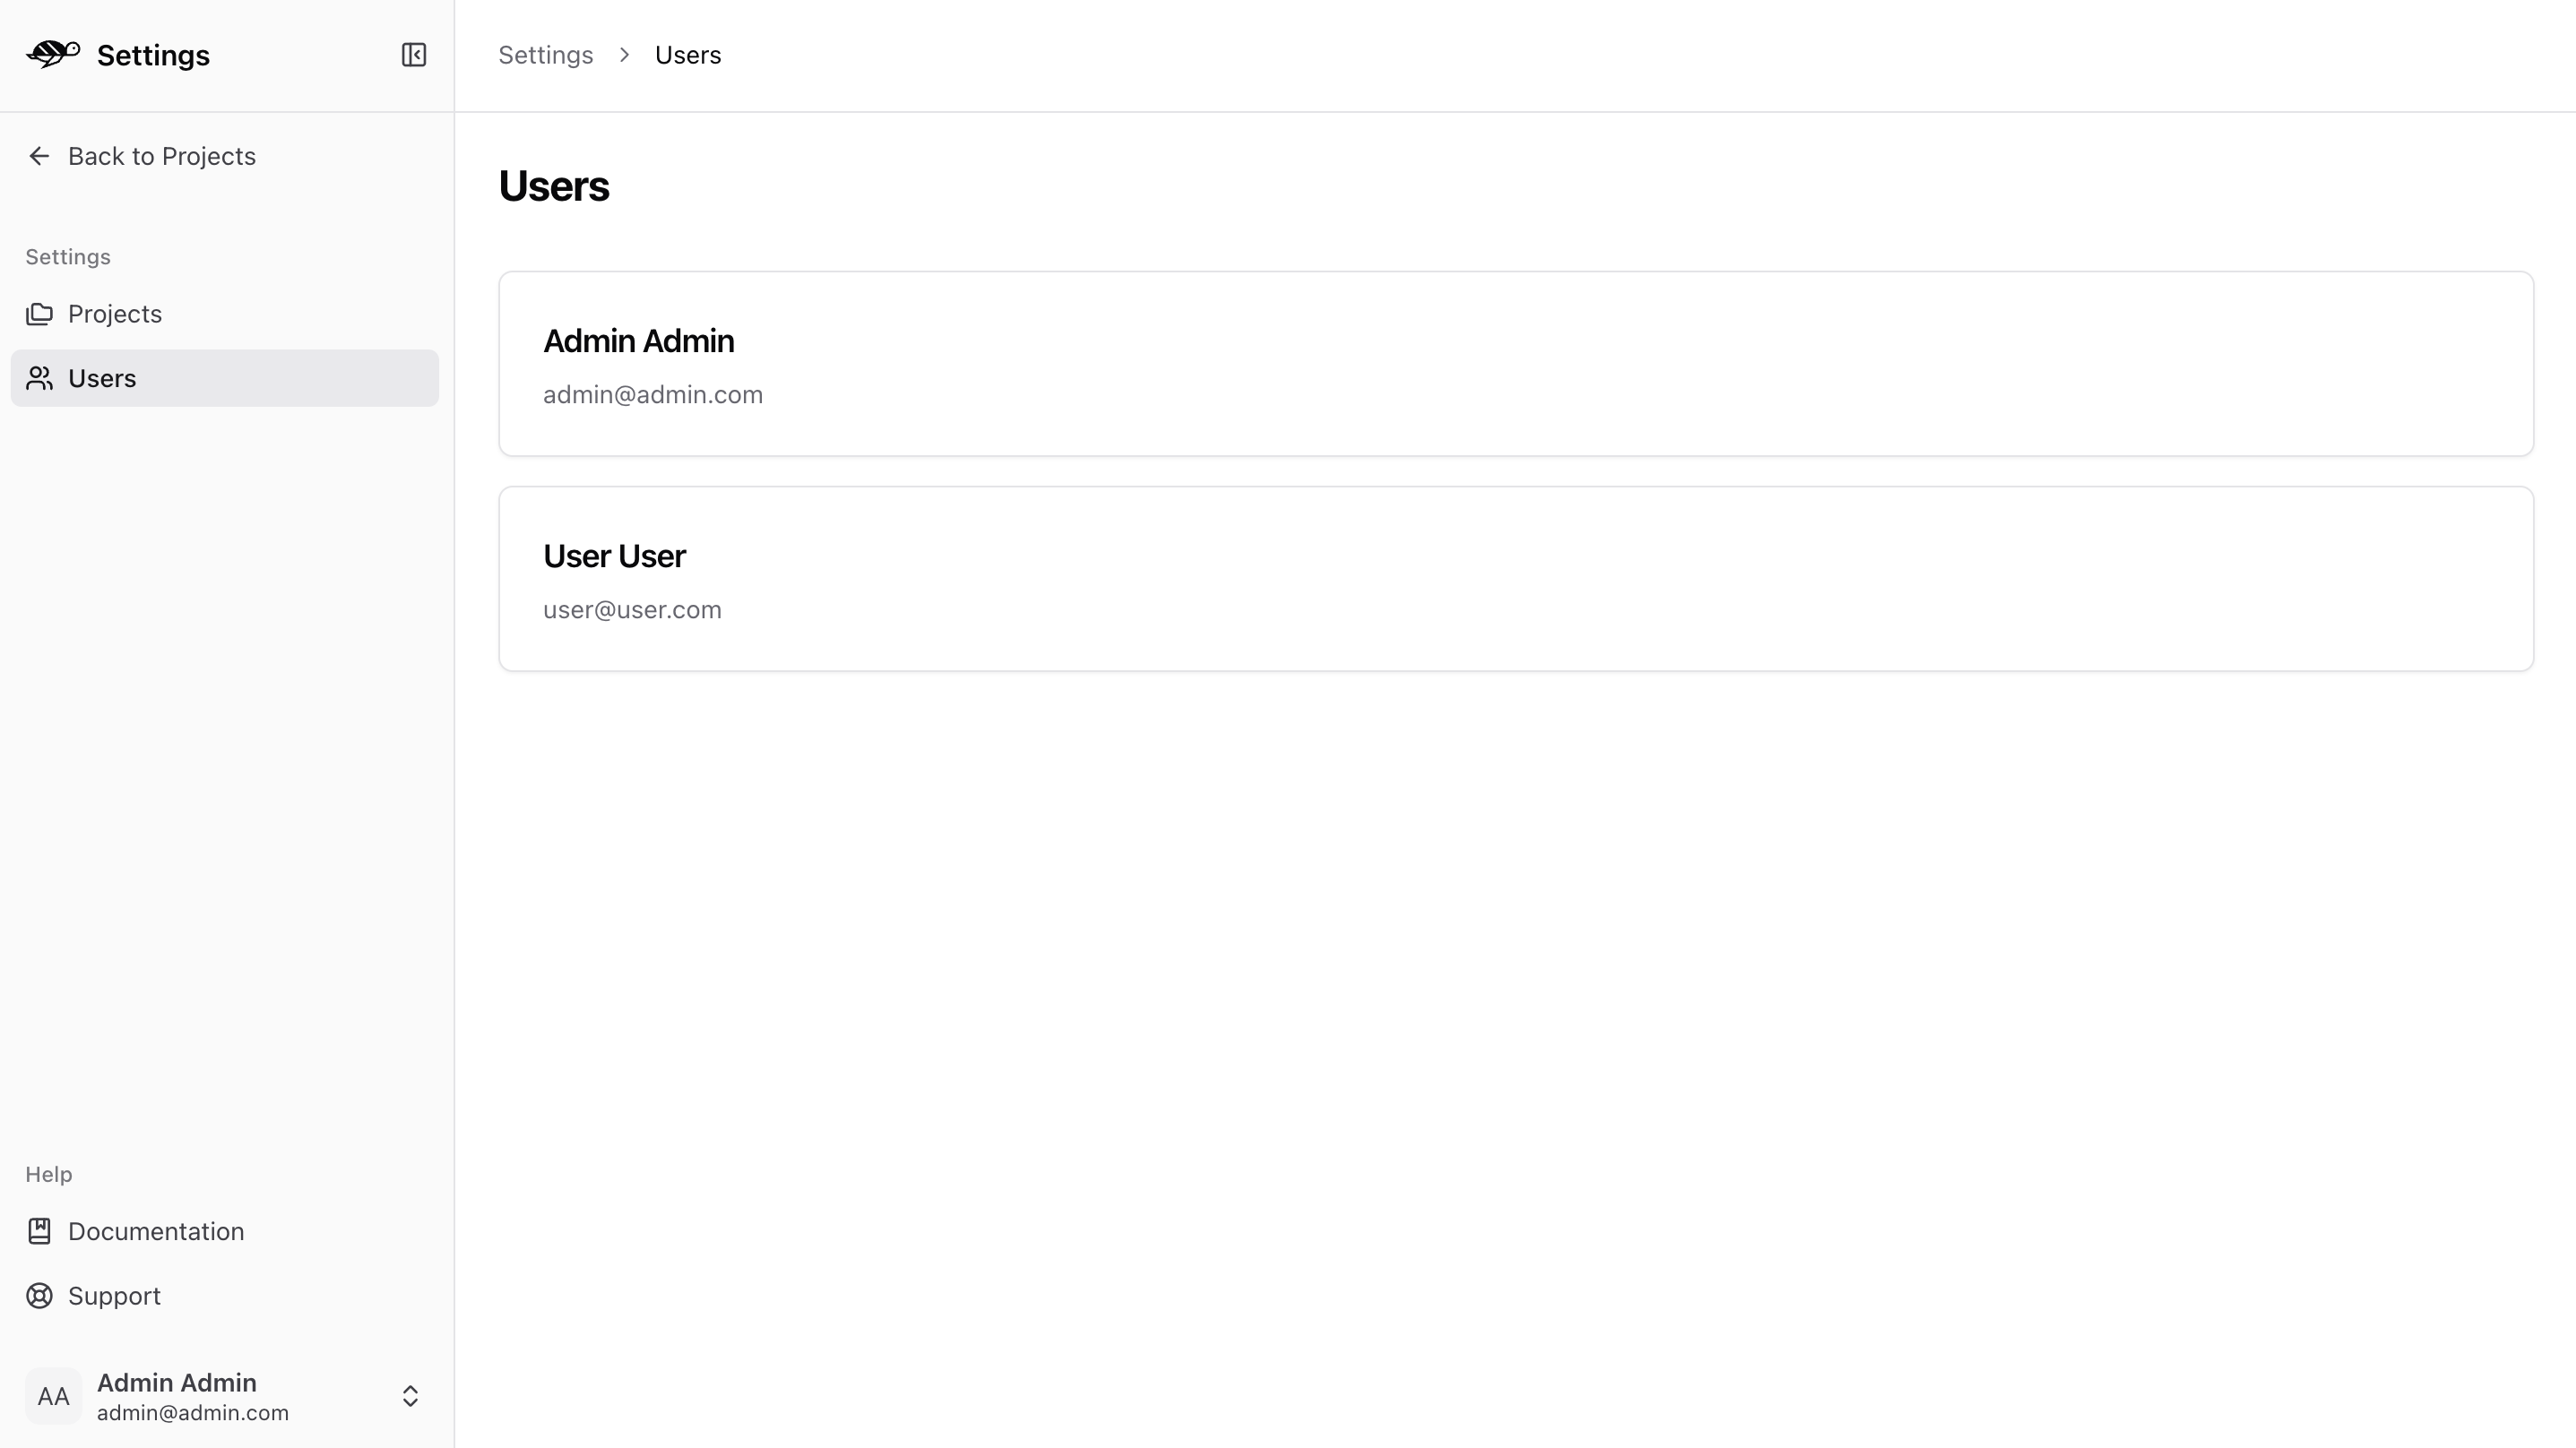 Settings
Back to Projects
Settings
Projects
Users
Help
Documentation
Support
AA
Admin Admin
admin@admin.com
Settings
Users
Users
Admin Admin
admin@admin.com
User User
user@user.com